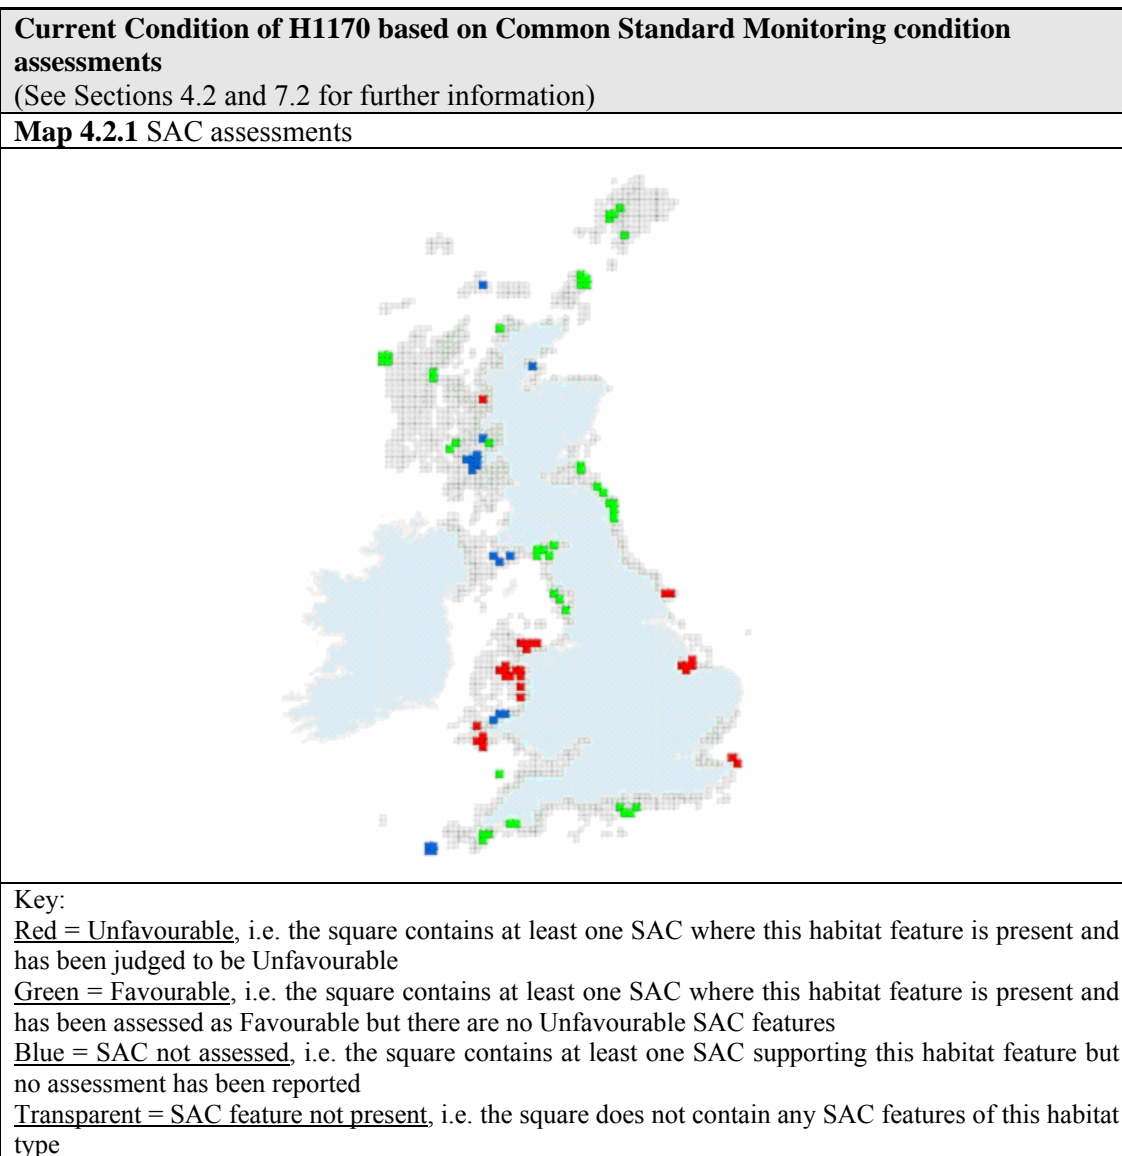 Current Condition of H1170 based on Common Standard Monitoring condition
assessments
(See Sections 4.2 and 7.2 for further information)
Map 4.2.1 SAC assessments
Key:
Red = Unfavourable, i.e. the square contains at least one SAC where this habitat feature is present and
has been judged to be Unfavourable
Green = Favourable, i.e. the square contains at least one SAC where this habitat feature is present and
has been assessed as Favourable but there are no Unfavourable SAC features
Blue = SAC not assessed, i.e. the square contains at least one SAC supporting this habitat feature but
no assessment has been reported
Transparent = SAC feature not present, i.e. the square does not contain any SAC features of this habitat
type